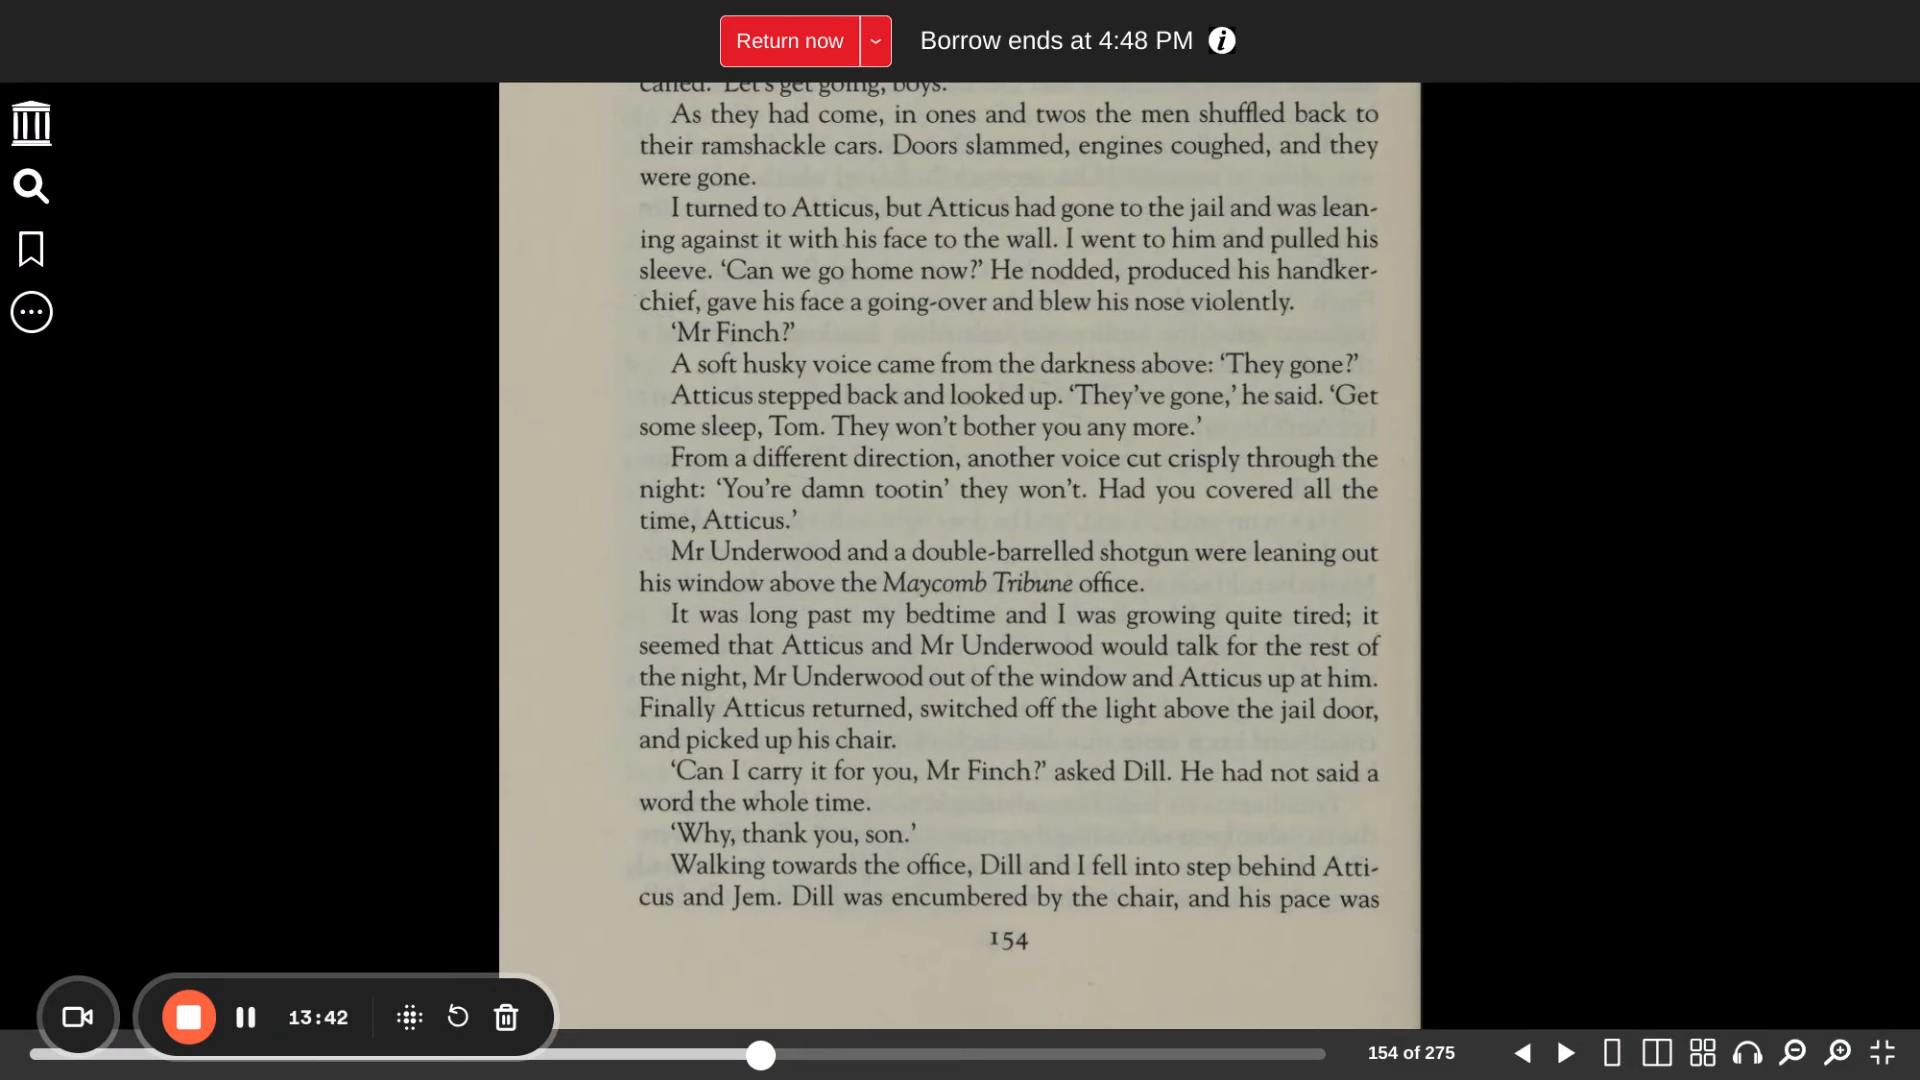 Return now
Borrow ends at 4:48 PM
called. 'Let's get going, boys.'
As they had come, in ones and twos the men shuffled back to
their ramshackle cars. Doors slammed, engines coughed, and they
were gone.
I turned to Atticus, but Atticus had gone to the jail and was lean-
ing against it with his face to the wall. I went to him and pulled his
sleeve. ‘Can we go home now?’ He nodded, produced his handker-
chief, gave his face a going-over and blew his nose violently.
‘Mr Finch?’
A soft husky voice came from the darkness above: ‘They gone?’
Atticus stepped back and looked up. ‘They’ve gone,’ he said. ‘Get
some sleep, Tom. They won’t bother you any more.’
From a different direction, another voice cut crisply through the
night: ‘You’re damn tootin’ they won’t. Had you covered all the
time, Atticus.’
Mr Underwood and a double-barrelled shotgun were leaning out
his window above the Maycomb Tribune office.
It was long past my bedtime and I was growing quite tired; it
seemed that Atticus and Mr Underwood would talk for the rest of
the night, Mr Underwood out of the window and Atticus up at him.
Finally Atticus returned, switched off the light above the jail door,
and picked up his chair.
‘Can I carry it for you, Mr Finch?’ asked Dill. He had not said a
word the whole time.
‘Why, thank you, son.’
Walking towards the office, Dill and I fell into step behind Atti-
cus and Jem. Dill was encumbered by the chair, and his pace was
154
13:42
154 of 275